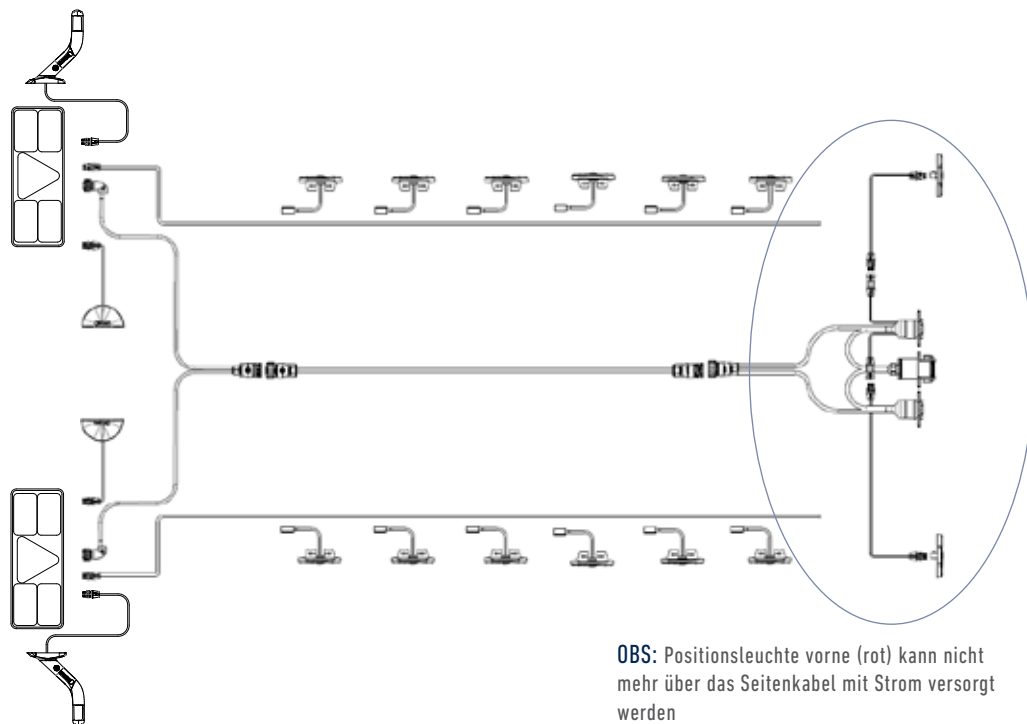 OBS: Positionsleuchte vorne (rot) kann nicht
mehr über das Seitenkabel mit Strom versorgt
werden